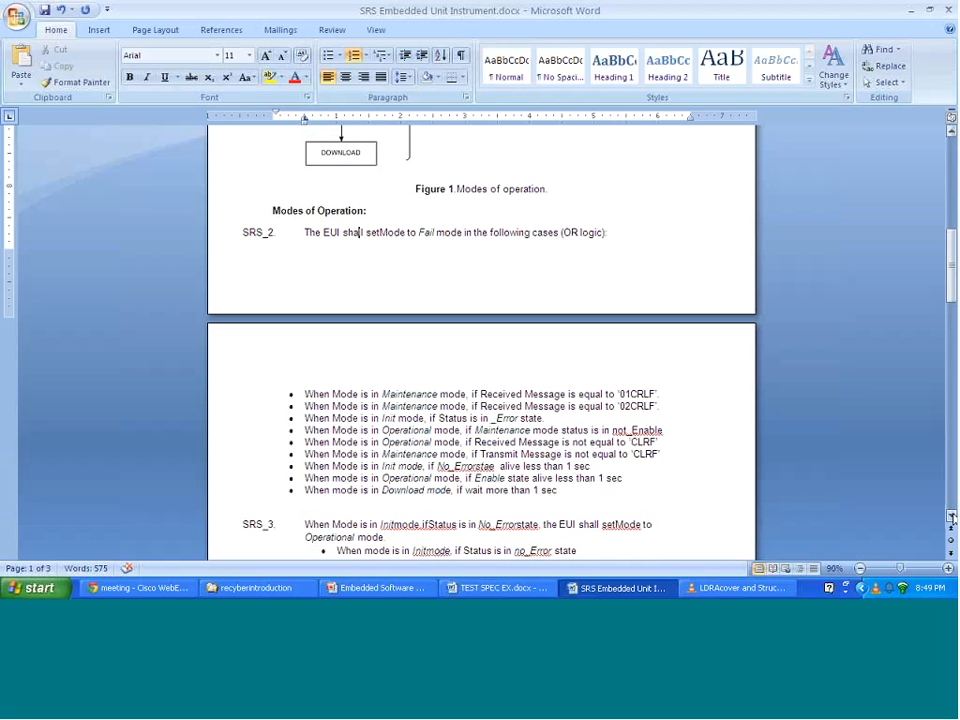 SRS Embedded Unit Instrument.docx - Microsoft Word
Home Insert Page Layout References Mailings Review View
Paste Cut Copy Format Painter
Arial 11
AaBbCcDc ¶ Normal AaBbCcDc ¶ No Spaci... AaBbCc Heading 1 AaBbCc Heading 2 AaB Title AaBbCc. Subtitle
Change Styles
Find Replace Select
Clipboard Font Paragraph Styles Editing
1 1 2 3 4 5 6 7
DOWNLOAD
Figure 1.Modes of operation.
Modes of Operation:
SRS_2. The EUI shall setMode to Fail mode in the following cases (OR logic):
• When Mode is in Maintenance mode, if Received Message is equal to '01CRLF'.
• When Mode is in Maintenance mode, if Received Message is equal to '02CRLF'.
• When Mode is in Init mode, if Status is in _Error state.
• When Mode is in Operational mode, if Maintenance mode status is in not_Enable
• When Mode is in Operational mode, if Received Message is not equal to 'CLRF'
• When Mode is in Maintenance mode, if Transmit Message is not equal to 'CLRF'
• When Mode is in Init mode, if No_Errorstae alive less than 1 sec
• When mode is in Operational mode, if Enable state alive less than 1 sec
• When mode is in Download mode, if wait more than 1 sec
SRS_3. When Mode is in Initmode,ifStatus is in No_Errorstate, the EUI shall setMode to
Operational mode.
• When mode is in Initmode, if Status is in no_Error state
Page: 1 of 3 Words: 575 90%
start meeting - Cisco WebE... recyberintroduction Embedded Software ... TEST SPEC EX.docx - ... SRS Embedded Unit I... LDRAcover and Struc... 8:49 PM